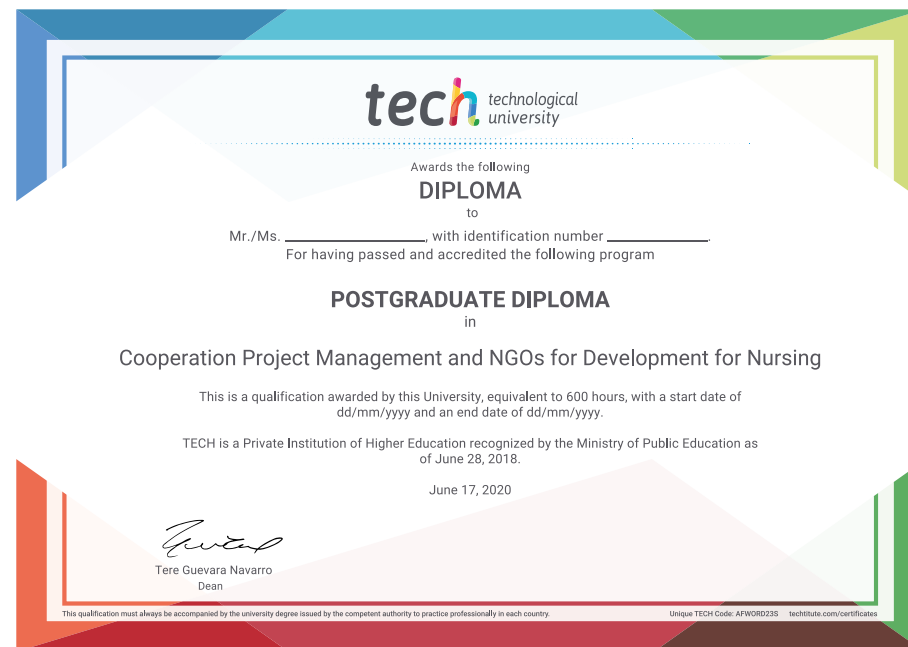 tech technological
university
Awards the following
DIPLOMA
to
Mr./Ms. ____________________, with identification number ______________.
For having passed and accredited the following program
POSTGRADUATE DIPLOMA
in
Cooperation Project Management and NGOs for Development for Nursing
This is a qualification awarded by this University, equivalent to 600 hours, with a start date of
dd/mm/yyyy and an end date of dd/mm/yyyy.
TECH is a Private Institution of Higher Education recognized by the Ministry of Public Education as
of June 28, 2018.
June 17, 2020
Tere Guevara Navarro
Dean
This qualification must always be accompanied by the university degree issued by the competent authority to practice professionally in each country. Unique TECH Code: AFWORD23S techtitute.com/certificates